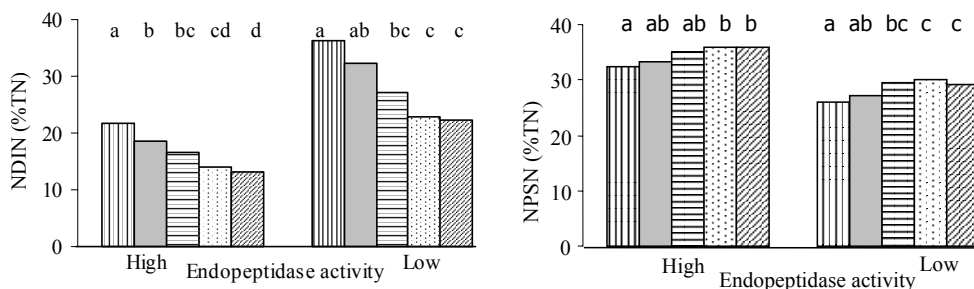 40
30
20
10
0
NDIN (%TN)
a b bc cd d a ab bc c c
High Endopeptidase activity Low
40
30
20
10
0
NPSN (%TN)
a ab ab b b a ab bc c c
High Endopeptidase activity Low